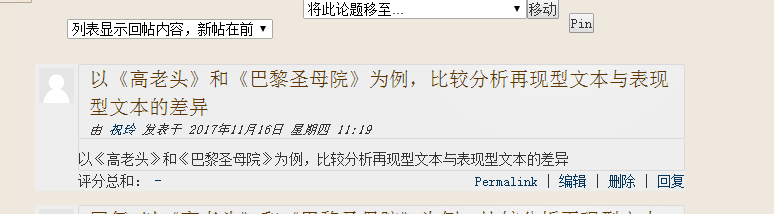 将此论题移至... 移动
列表显示回帖内容，新帖在前 Pin
以《高老头》和《巴黎圣母院》为例，比较分析再现型文本与表现
型文本的差异
由 祝玲 发表于 2017年11月16日 星期四 11:19
以《高老头》和《巴黎圣母院》为例，比较分析再现型文本与表现型文本的差异
评分总和： - Permalink | 编辑 | 删除 | 回复